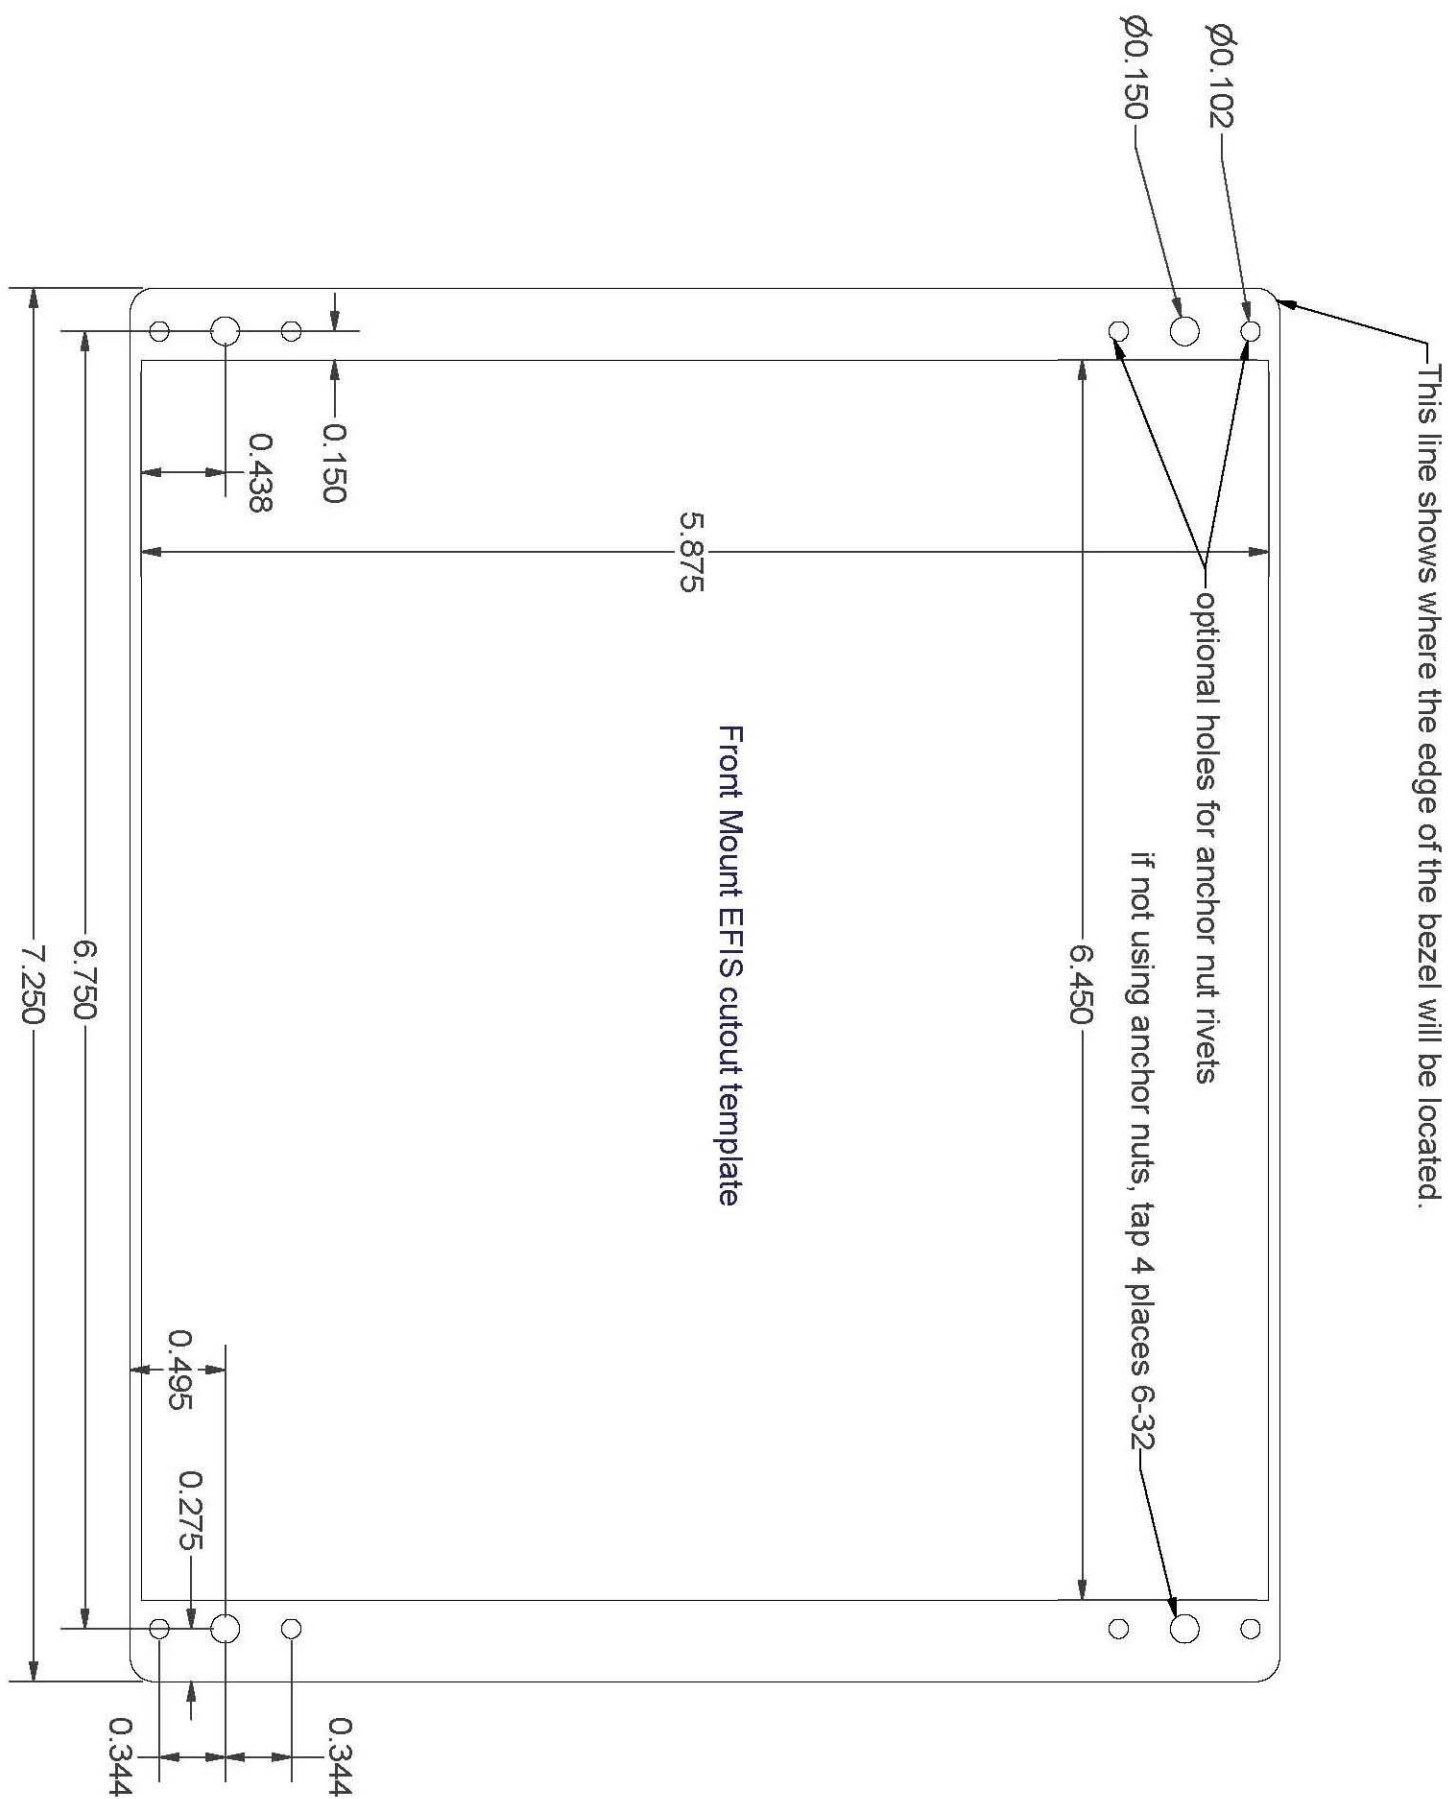 This line shows where the edge of the bezel will be located.
Ø0.102
Ø0.150
optional holes for anchor nut rivets
if not using anchor nuts, tap 4 places 6-32
6.450
Front Mount EFIS cutout template
5.875
0.150
0.438
0.344
0.275
0.495
0.344
6.750
7.250